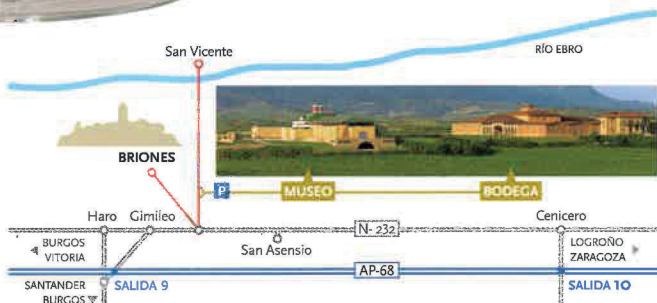 RÍO EBRO
San Vicente
BRIONES
P
MUSEO
BODEGA
Haro
Gimileo
Cenicero
N-232
San Asensio
BURGOS
VITORIA
LOGROÑO
ZARAGOZA
AP-68
SANTANDER
BURGOS
SALIDA 9
SALIDA 10